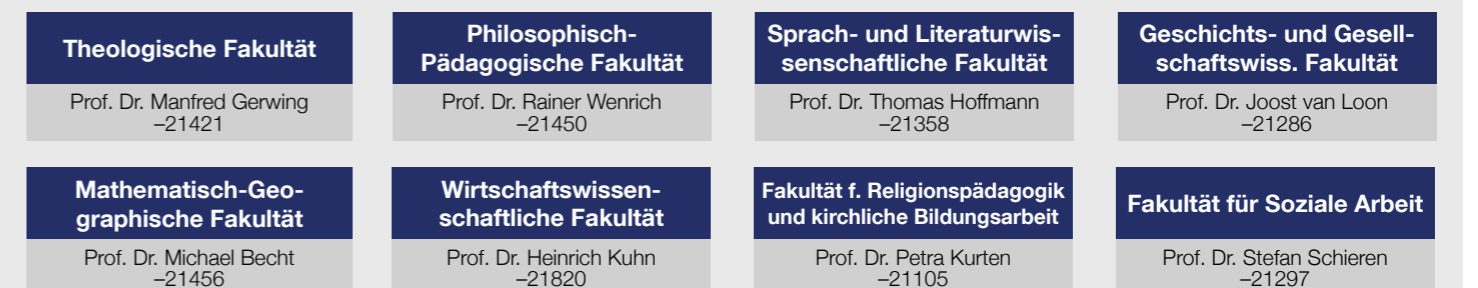 Theologische Fakultät
Prof. Dr. Manfred Gerwing
–21421
Philosophisch-
Pädagogische Fakultät
Prof. Dr. Rainer Wenrich
–21450
Sprach- und Literaturwis-
senschaftliche Fakultät
Prof. Dr. Thomas Hoffmann
–21358
Geschichts- und Gesell-
schaftswiss. Fakultät
Prof. Dr. Joost van Loon
–21286
Mathematisch-Geo-
graphische Fakultät
Prof. Dr. Michael Becht
–21456
Wirtschaftswissen-
schaftliche Fakultät
Prof. Dr. Heinrich Kuhn
–21820
Fakultät f. Religionspädagogik
und kirchliche Bildungsarbeit
Prof. Dr. Petra Kurten
–21105
Fakultät für Soziale Arbeit
Prof. Dr. Stefan Schieren
–21297